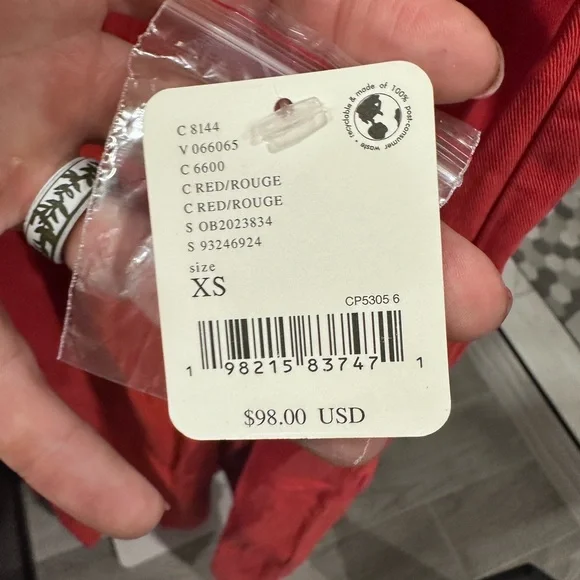 C 8144
V 066065
C 6600
C RED/ROUGE
C RED/ROUGE
S OB2023834
S 93246924
size
XS
recyclable & made of 100% post-consumer waste •
CP5305 6
1 98215 83747 1
$98.00 USD